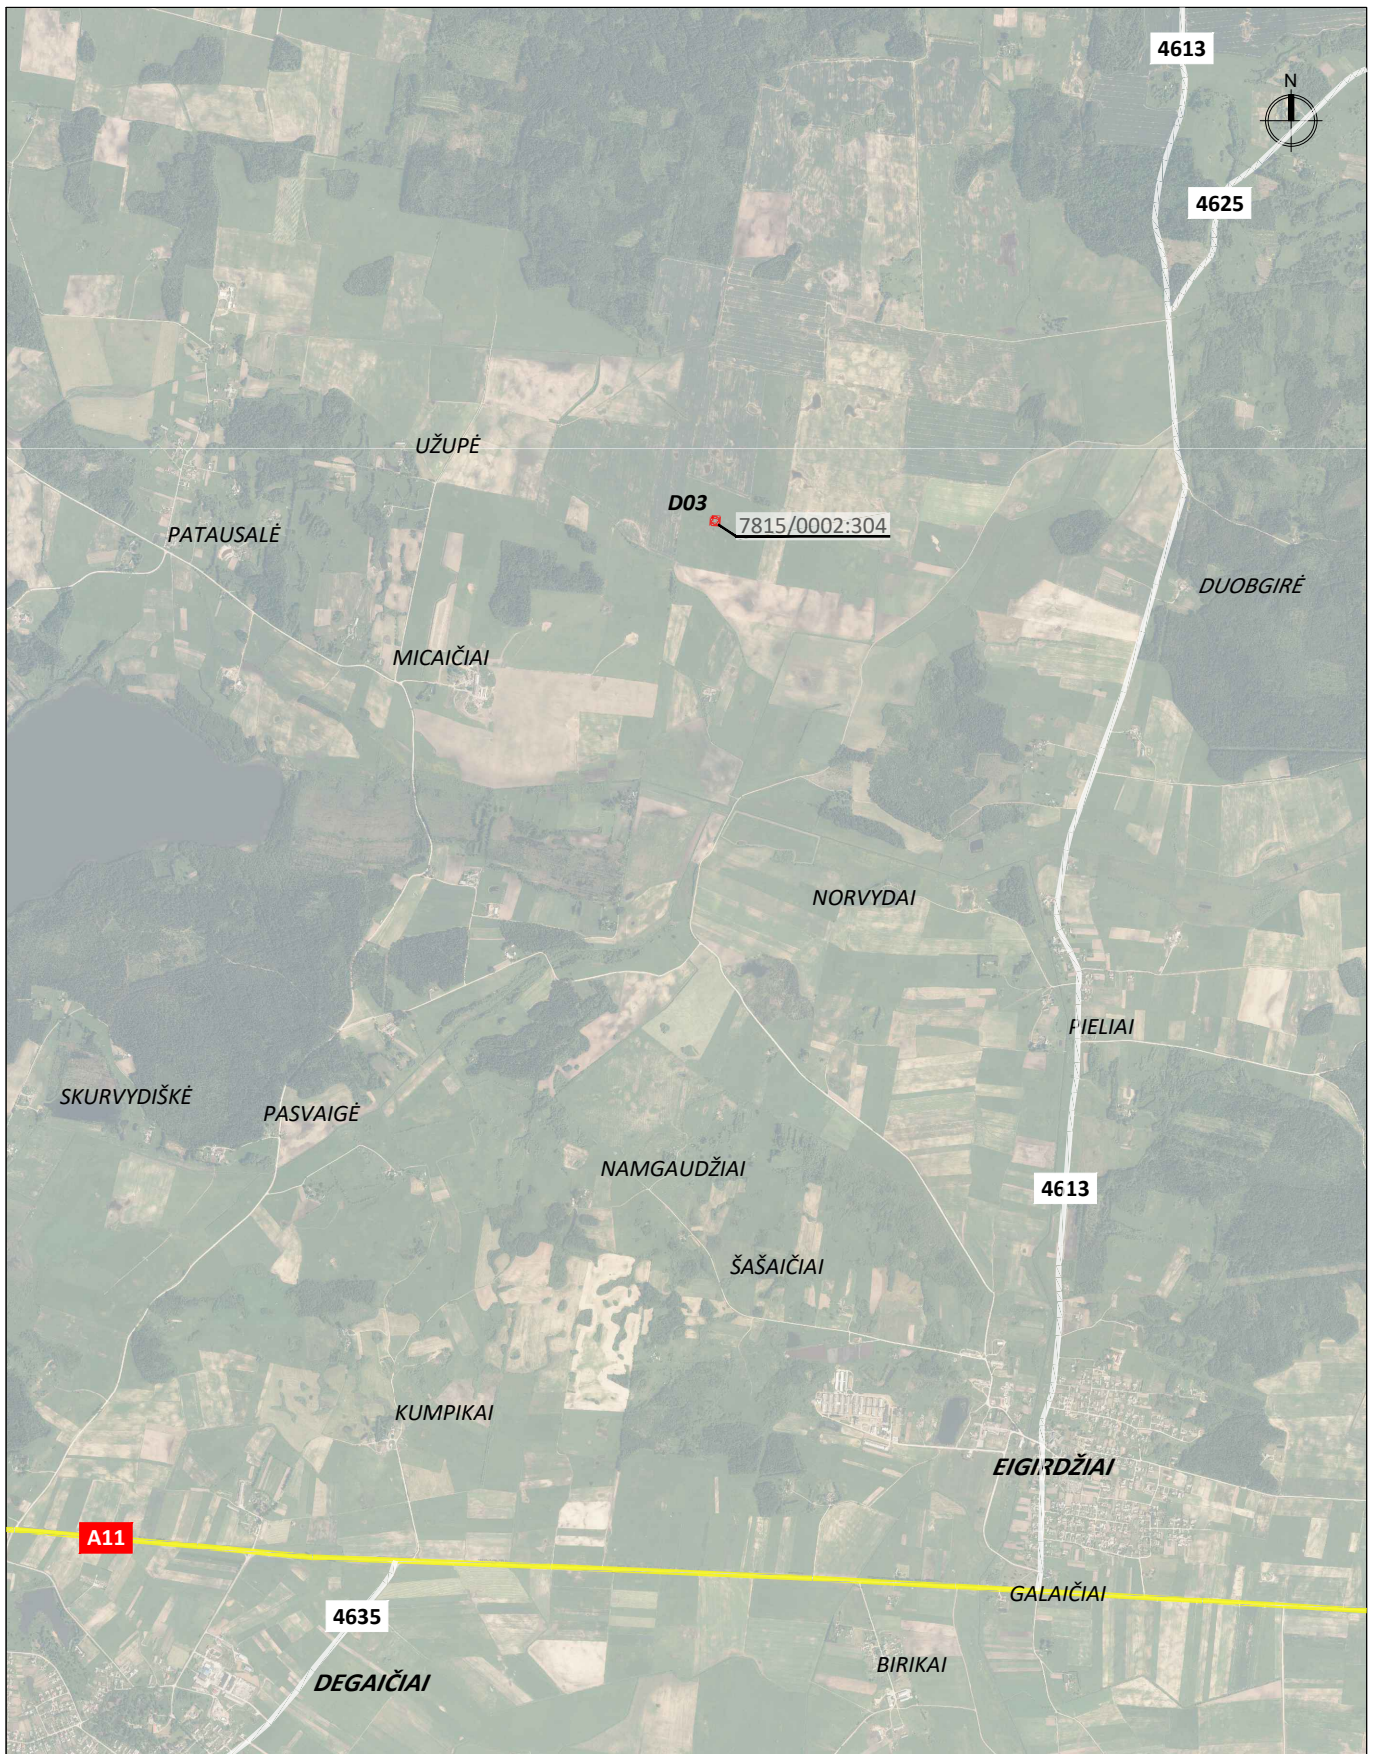 4613
N
4625
UŽUPĖ
D03
7815/0002:304
PATAUSALĖ
DUOBGIRĖ
MICAIČIAI
NORVYDAI
PIELIAI
SKURVYDIŠKĖ
PASVAIGĖ
NAMGAUDŽIAI
4613
ŠAŠAIČIAI
KUMPIKAI
EIGIRDŽIAI
A11
GALAIČIAI
4635
BIRIKAI
DEGAIČIAI